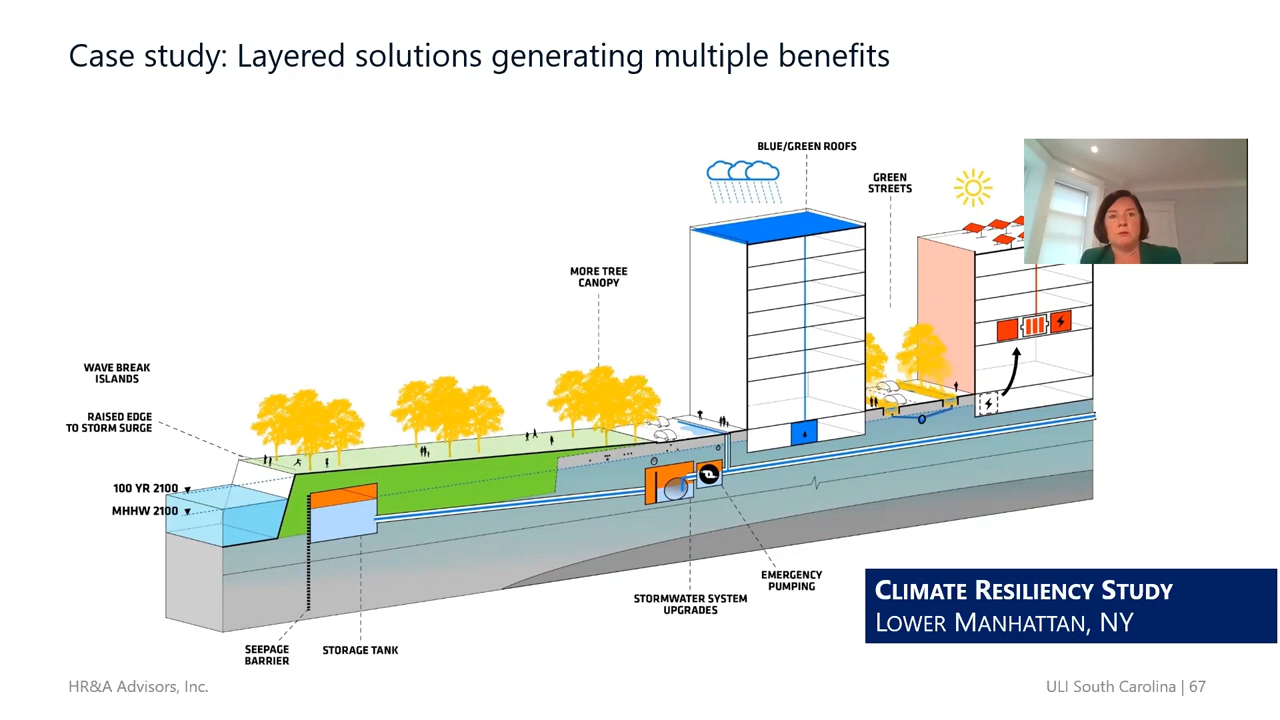 Case study: Layered solutions generating multiple benefits
BLUE/GREEN ROOFS
GREEN
STREETS
MORE TREE
CANOPY
WAVE BREAK
ISLANDS
RAISED EDGE
TO STORM SURGE
100 YR 2100
MHHW 2100
EMERGENCY
PUMPING
STORMWATER SYSTEM
UPGRADES
SEEPAGE
BARRIER
STORAGE TANK
CLIMATE RESILIENCY STUDY
LOWER MANHATTAN, NY
HR&A Advisors, Inc.
ULI South Carolina | 67